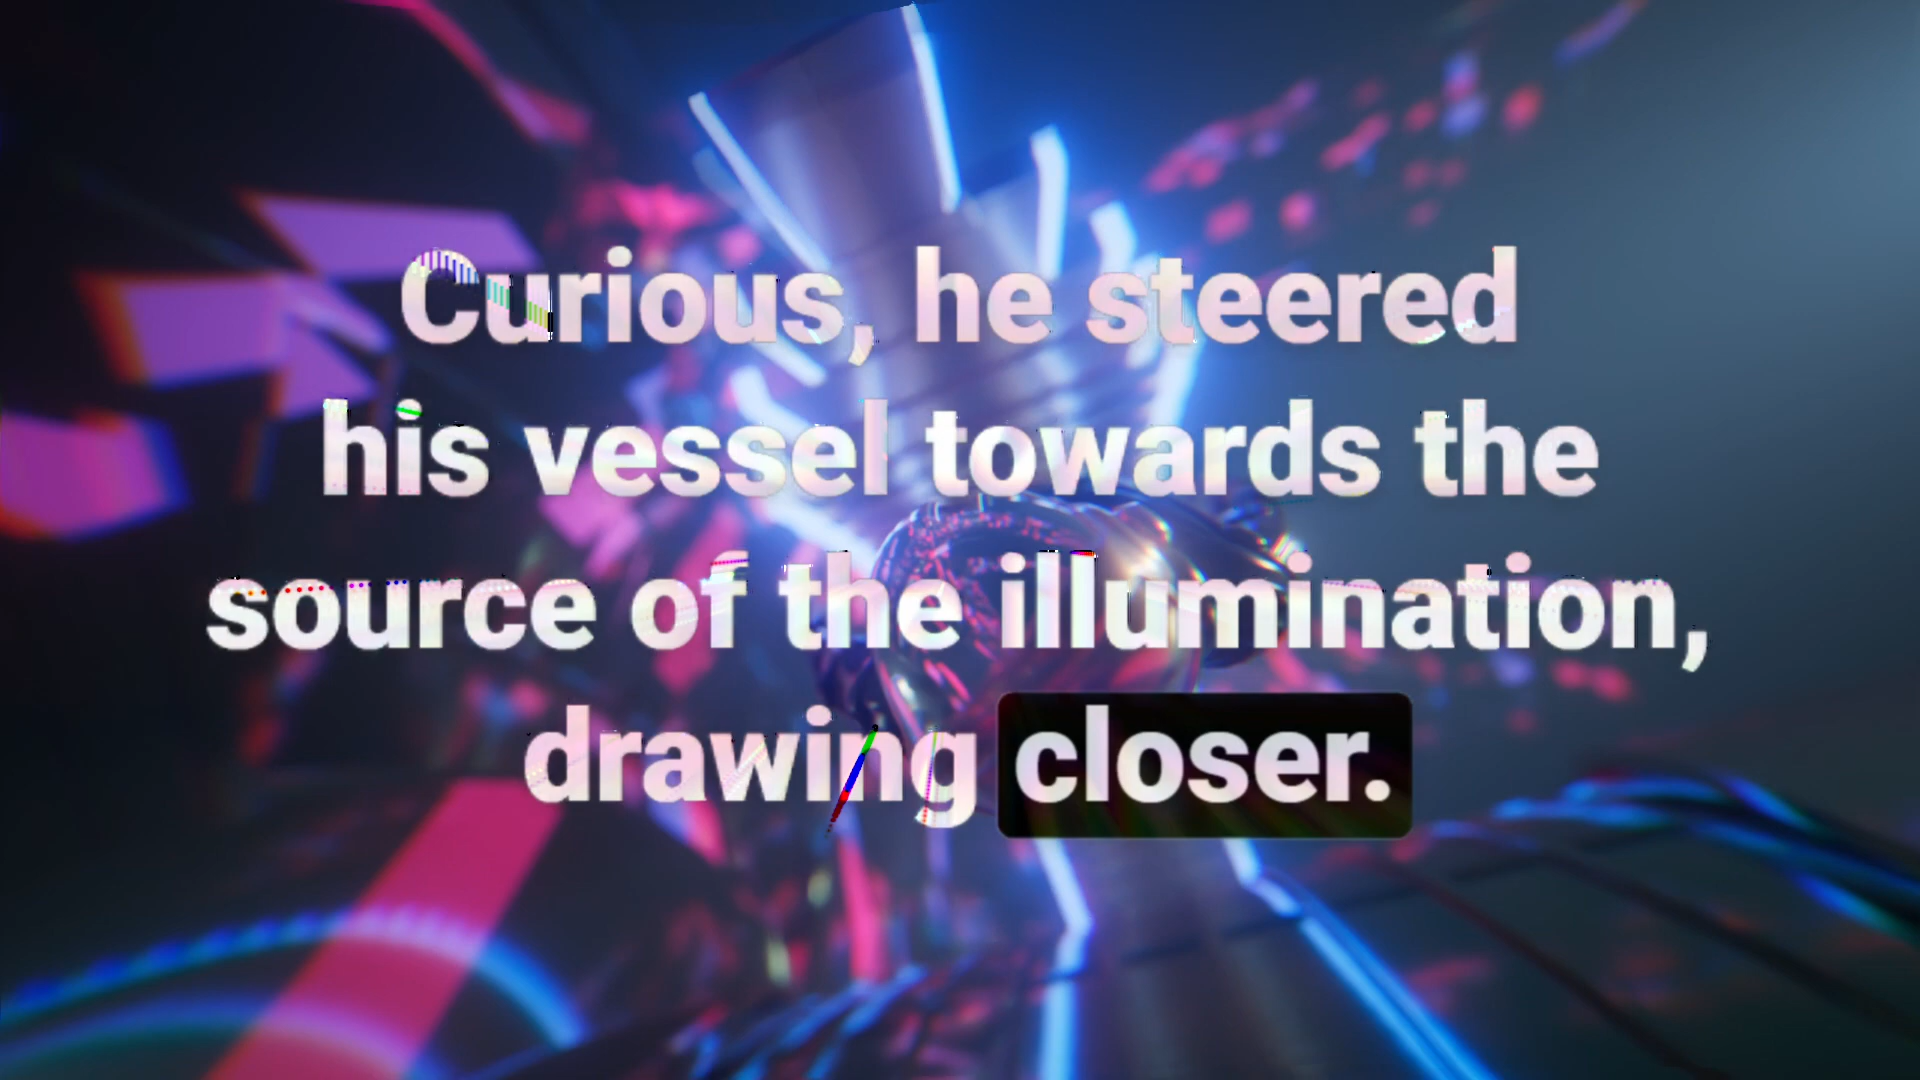 Curious, he steered
his vessel towards the
source of the illumination,
drawing closer.